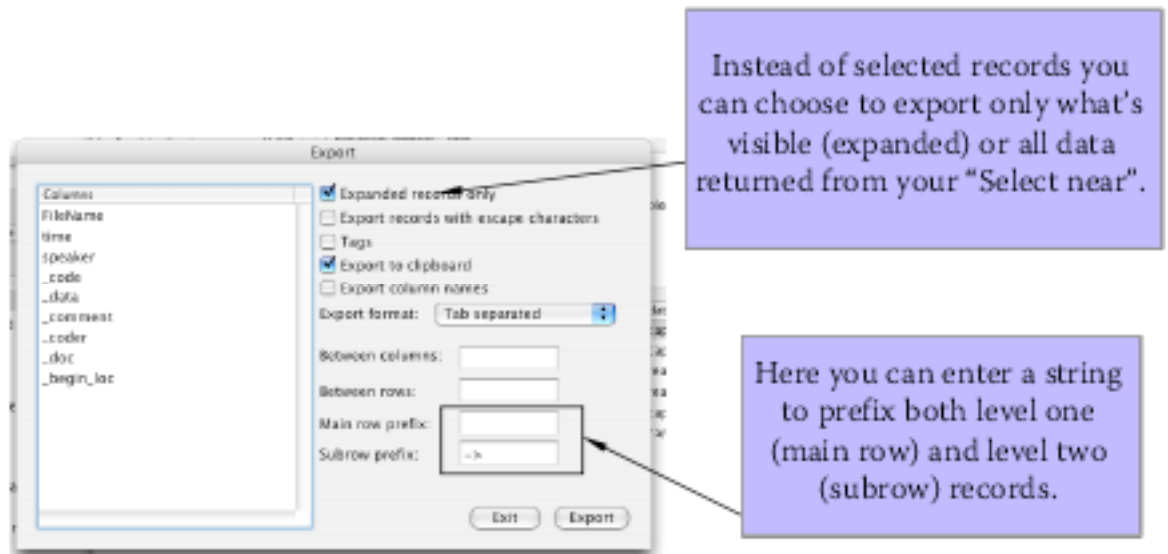 Instead of selected records you
can choose to export only what's
visible (expanded) or all data
returned from your “Select near”.
Export
Columns
FileName
time
speaker
_code
_data
_comment
_coder
_doc
_begin_loc
Expanded records only
Export records with escape characters
Tags
Export to clipboard
Export column names
Export format: Tab separated
Between columns:
Between rows:
Main row prefix:
Subrow prefix: ->
Exit Export
Here you can enter a string
to prefix both level one
(main row) and level two
(subrow) records.